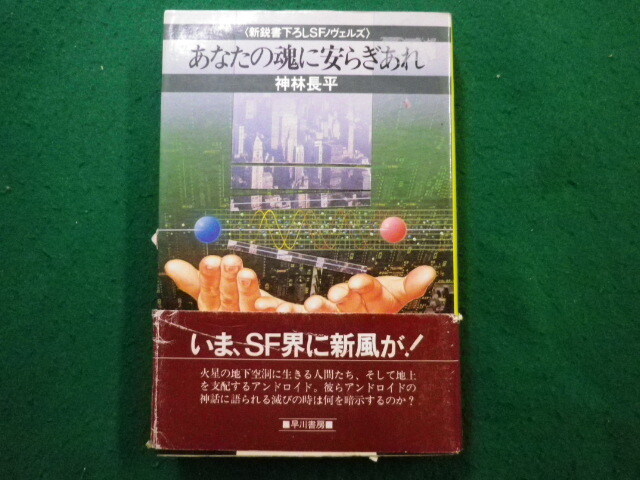 〈新鋭書下ろしSFノヴェルズ〉
あなたの魂に安らぎあれ
神林長平
いま、SF界に新風が！
火星の地下空洞に生きる人間たち、そして地上
を支配するアンドロイド。彼らアンドロイドの
神話に語られる滅びの時は何を暗示するのか？
■早川書房■